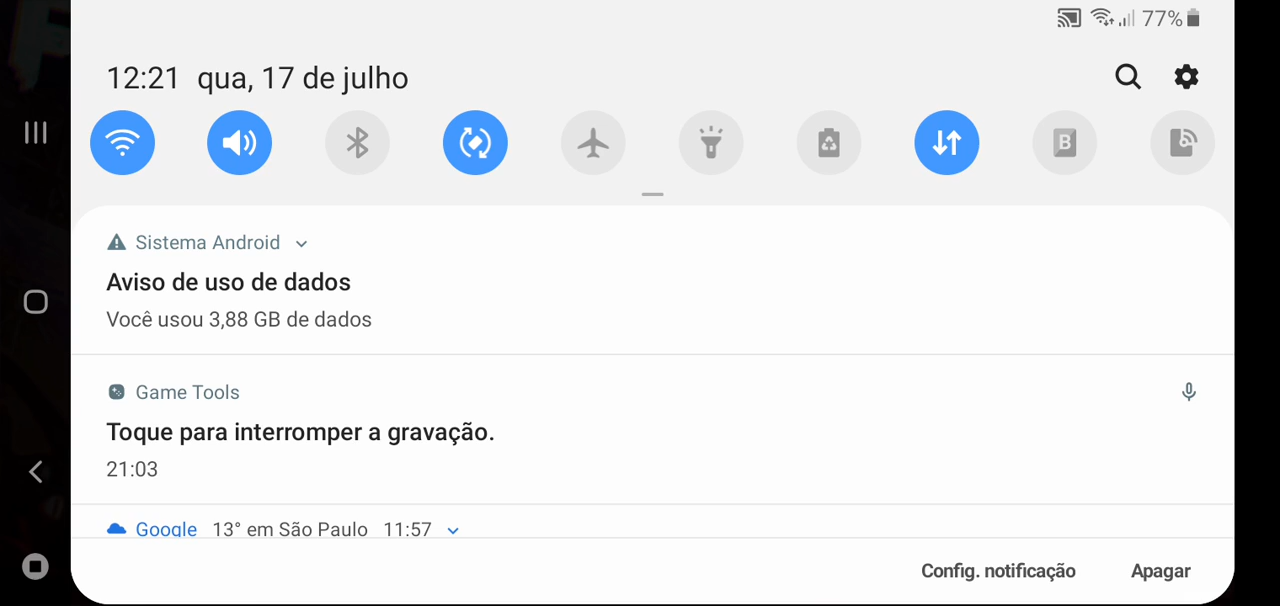 77%
12:21 qua, 17 de julho
B
Sistema Android
Aviso de uso de dados
Você usou 3,88 GB de dados
Game Tools
Toque para interromper a gravação.
21:03
Google 13° em São Paulo 11:57
Config. notificação Apagar